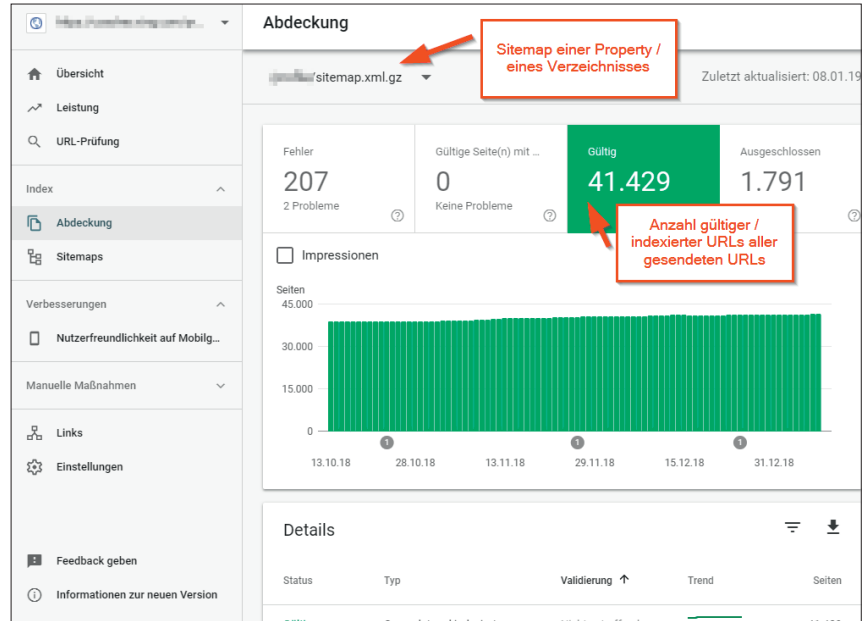 Abdeckung
Sitemap einer Property /
eines Verzeichnisses
/sitemap.xml.gz
Zuletzt aktualisiert: 08.01.19
Übersicht
Leistung
URL-Prüfung
Index
Abdeckung
Sitemaps
Verbesserungen
Nutzerfreundlichkeit auf Mobilg...
Manuelle Maßnahmen
Links
Einstellungen
Feedback geben
Informationen zur neuen Version
Fehler
207
2 Probleme
Gültige Seite(n) mit ...
0
Keine Probleme
Gültig
41.429
Ausgeschlossen
1.791
Anzahl gültiger /
indexierter URLs aller
gesendeten URLs
Impressionen
Seiten
45.000
30.000
15.000
0
1 1 1
13.10.18 28.10.18 13.11.18 29.11.18 15.12.18 31.12.18
Details
Status Typ Validierung Trend Seiten